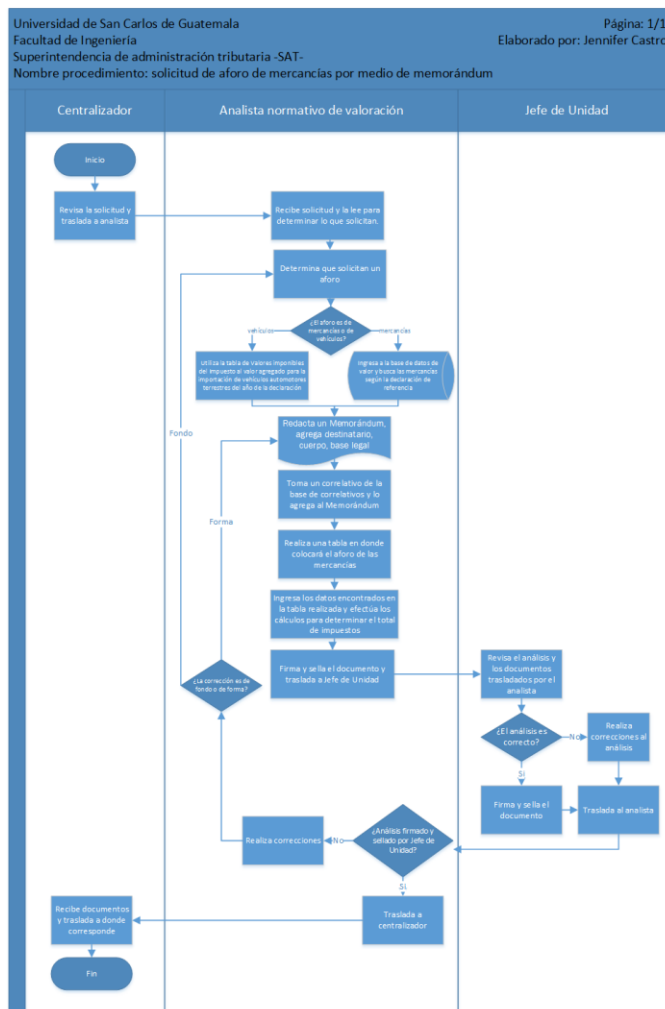 Universidad de San Carlos de Guatemala
Página: 1/1
Facultad de Ingeniería
Elaborado por: Jennifer Castro
Superintendencia de administración tributaria -SAT-
Nombre procedimiento: solicitud de aforo de mercancías por medio de memorándum
Centralizador
Analista normativo de valoración
Jefe de Unidad
Inicio
Revisa la solicitud y
traslada a analista
Recibe solicitud y la lee para
determinar lo que solicitan.
Determina que solicitan un
aforo
¿El aforo es de
mercancías o de
vehículos?
vehículos
mercancías
Utiliza la tabla de Valores imponibles
del impuesto al valor agregado para la
importación de vehículos automotores
terrestres del año de la declaración
Ingresa a la base de datos de
valor y busca las mercancías
según la declaración de
referencia
Fondo
Redacta un Memorándum,
agrega destinatario,
cuerpo, base legal
Toma un correlativo de la
base de correlativos y lo
agrega al Memorándum
Forma
Realiza una tabla en donde
colocará el aforo de las
mercancías
Ingresa los datos encontrados en
la tabla realizada y efectúa los
cálculos para determinar el total
de impuestos
Firma y sella el documento y
traslada a Jefe de Unidad
¿La corrección es de
fondo o de forma?
Revisa el análisis y
los documentos
trasladados por el
analista
¿El análisis es
correcto?
No
Realiza
correcciones al
análisis
Sí
Firma y sella el
documento
Traslada al analista
¿Análisis firmado y
sellado por Jefe de
Unidad?
No
Realiza correcciones
Sí
Traslada a
centralizador
Recibe documentos
y traslada a donde
corresponde
Fin